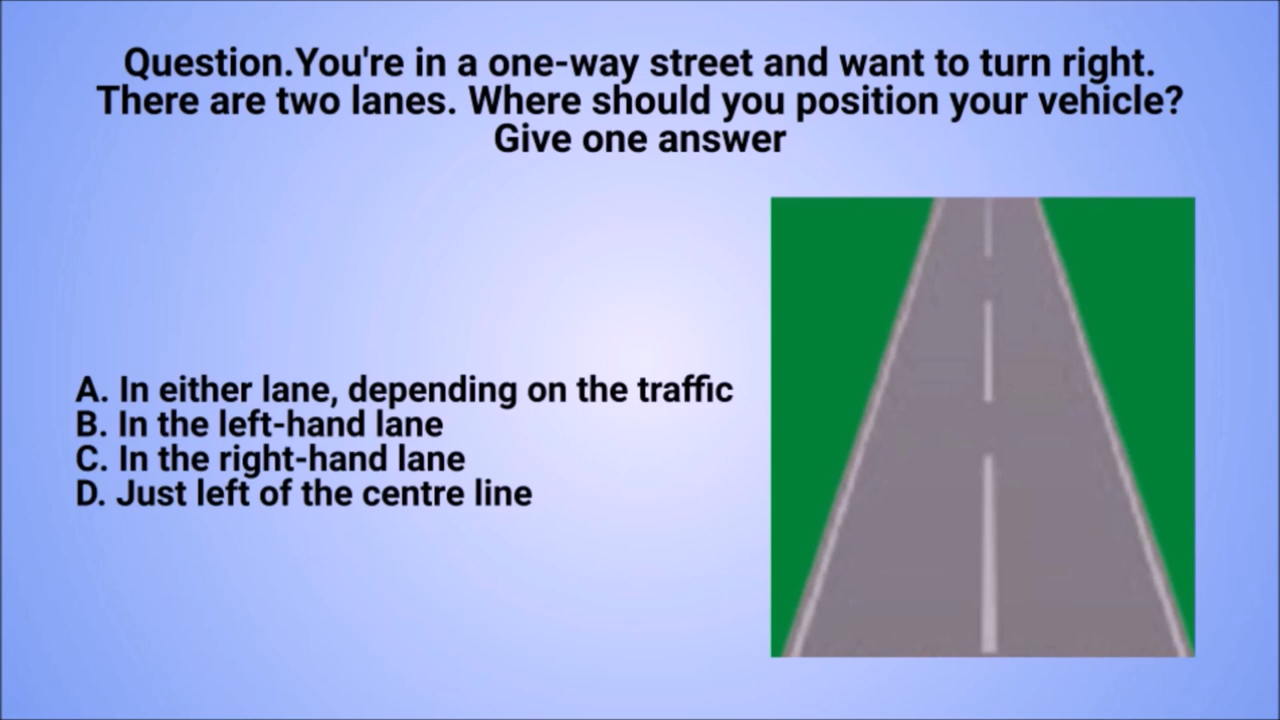 Question.You're in a one-way street and want to turn right.
There are two lanes. Where should you position your vehicle?
Give one answer
A. In either lane, depending on the traffic
B. In the left-hand lane
C. In the right-hand lane
D. Just left of the centre line